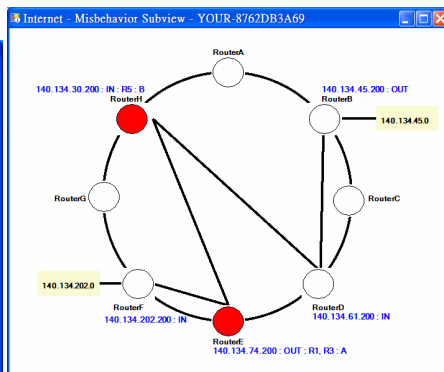 Internet - Misbehavior Subview - YOUR-8762DB3A69
RouterA
140.134.30.200 : IN : R5 : B
RouterH
140.134.45.200 : OUT
RouterB
140.134.45.0
RouterG
RouterC
140.134.202.0
RouterF
140.134.202.200 : IN
RouterD
140.134.61.200 : IN
RouterE
140.134.74.200 : OUT : R1, R3 : A